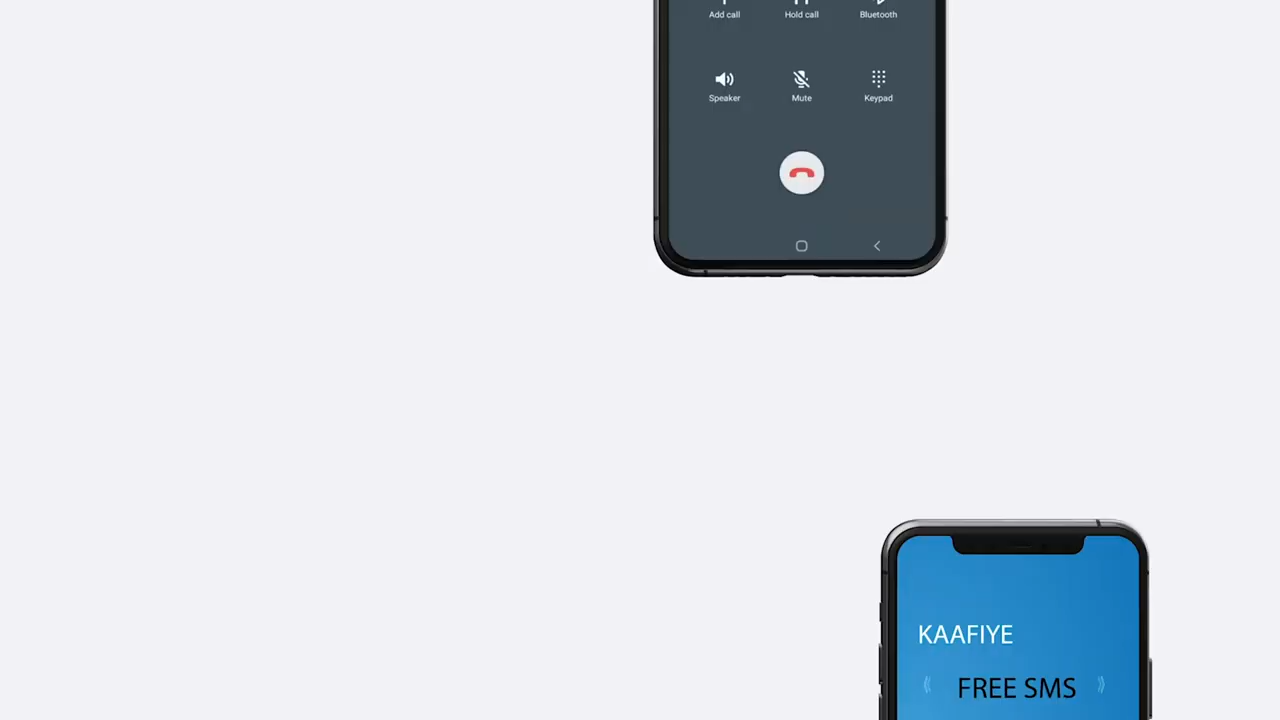 Add call Hold call Bluetooth
Speaker Mute Keypad
KAAFIYE
FREE SMS